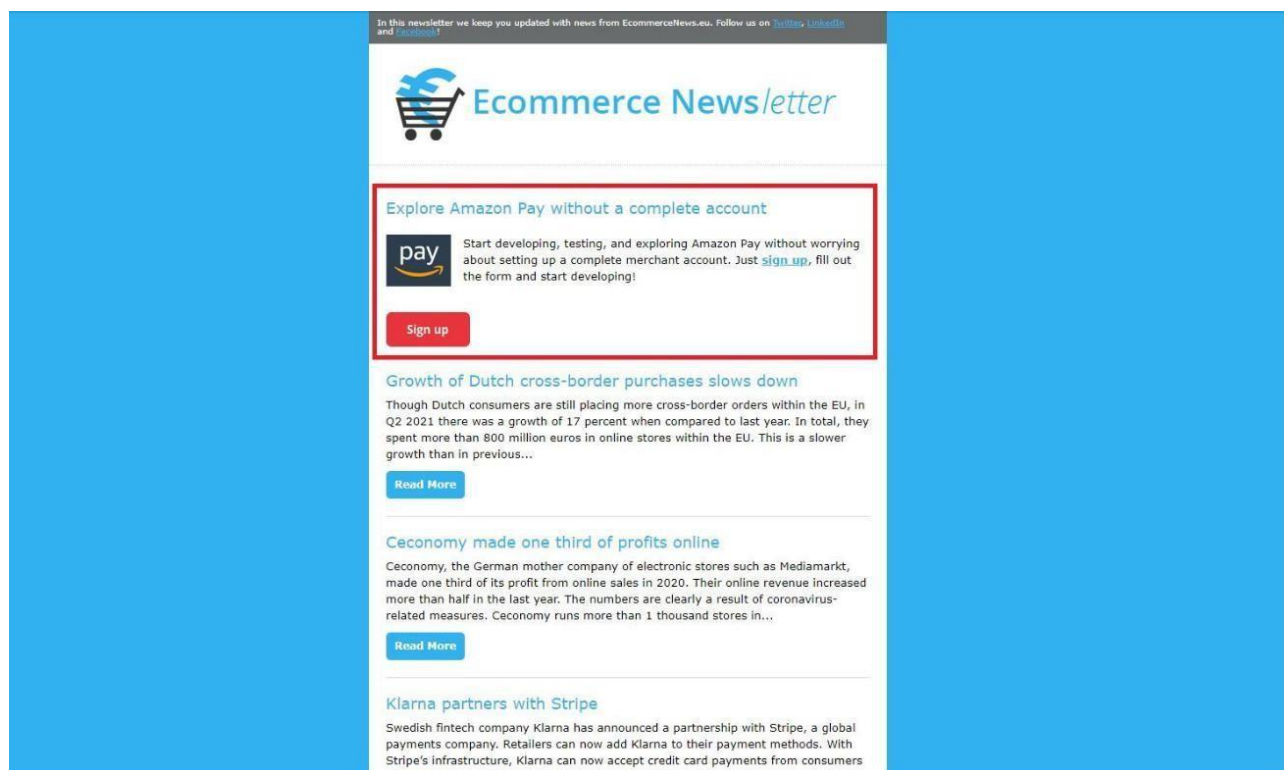 In this newsletter we keep you updated with news from EcommerceNews.eu. Follow us on Twitter, LinkedIn
and Facebook!
€
Ecommerce Newsletter
Explore Amazon Pay without a complete account
pay
Start developing, testing, and exploring Amazon Pay without worrying
about setting up a complete merchant account. Just sign up, fill out
the form and start developing!
Sign up
Growth of Dutch cross-border purchases slows down
Though Dutch consumers are still placing more cross-border orders within the EU, in
Q2 2021 there was a growth of 17 percent when compared to last year. In total, they
spent more than 800 million euros in online stores within the EU. This is a slower
growth than in previous...
Read More
Ceconomy made one third of profits online
Ceconomy, the German mother company of electronic stores such as Mediamarkt,
made one third of its profit from online sales in 2020. Their online revenue increased
more than half in the last year. The numbers are clearly a result of coronavirus-
related measures. Ceconomy runs more than 1 thousand stores in...
Read More
Klarna partners with Stripe
Swedish fintech company Klarna has announced a partnership with Stripe, a global
payments company. Retailers can now add Klarna to their payment methods. With
Stripe's infrastructure, Klarna can now accept credit card payments from consumers